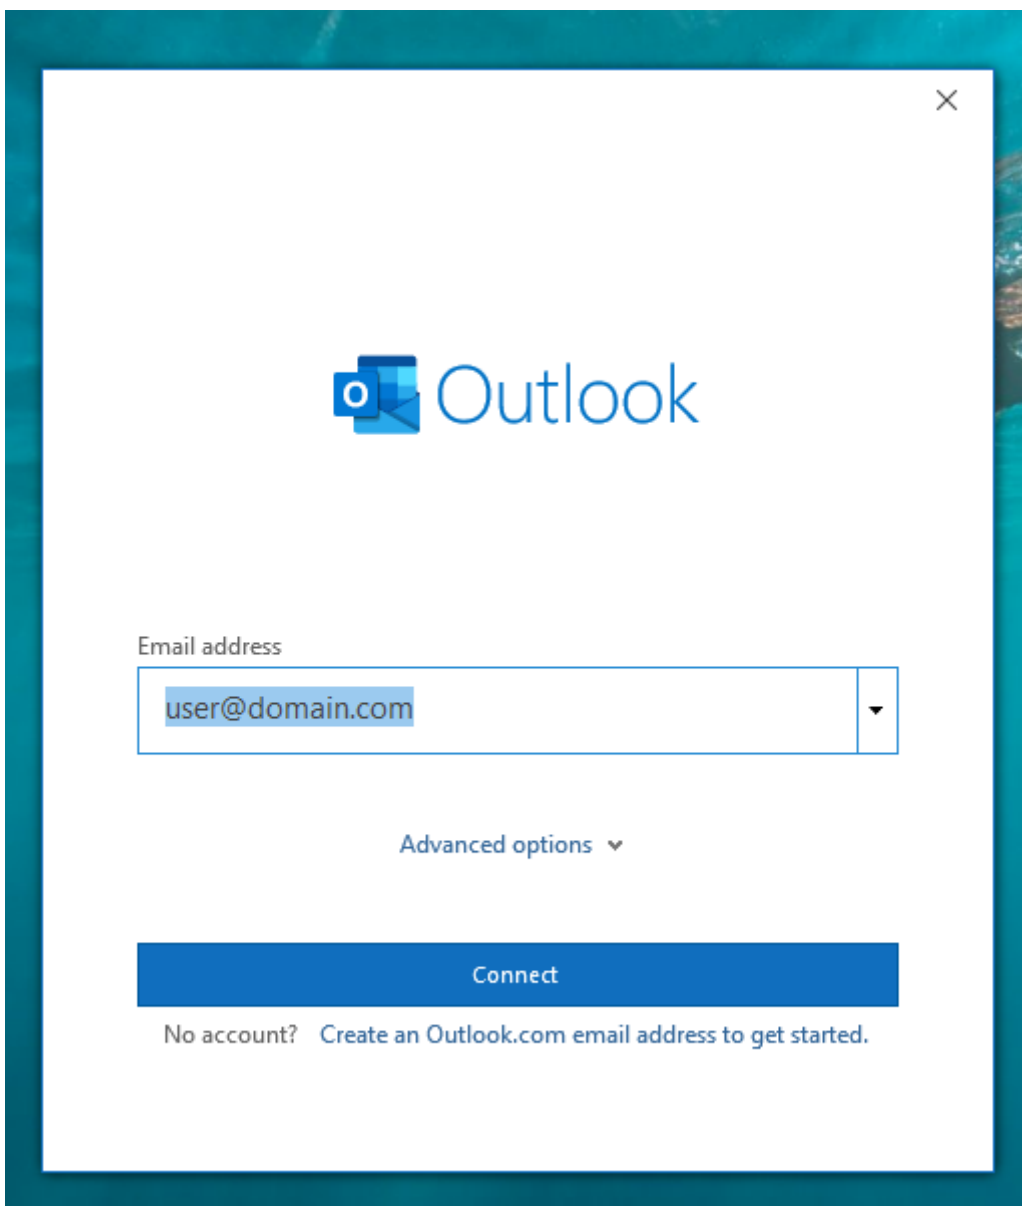 Outlook
Email address
user@domain.com
Advanced options
Connect
No account? Create an Outlook.com email address to get started.